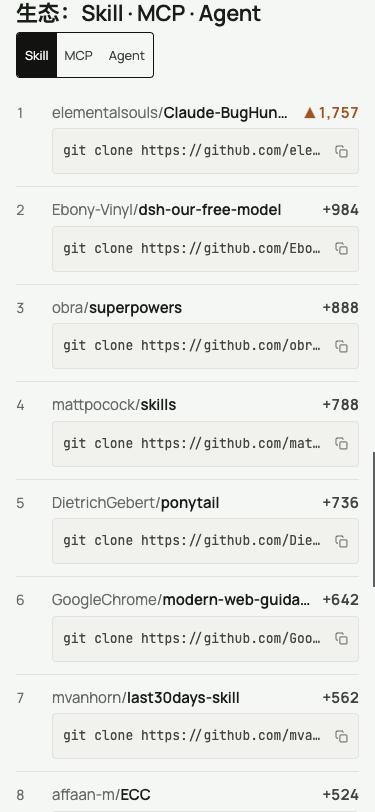 生态：Skill · MCP · Agent
Skill MCP Agent
1 elementalsouls/Claude-BugHun... ▲1,757
git clone https://github.com/ele…
2 Ebony-Vinyl/dsh-our-free-model +984
git clone https://github.com/Ebo…
3 obra/superpowers +888
git clone https://github.com/obr…
4 mattpocock/skills +788
git clone https://github.com/mat…
5 DietrichGebert/ponytail +736
git clone https://github.com/Die…
6 GoogleChrome/modern-web-guida... +642
git clone https://github.com/Goo…
7 mvanhorn/last30days-skill +562
git clone https://github.com/mva…
8 affaan-m/ECC +524